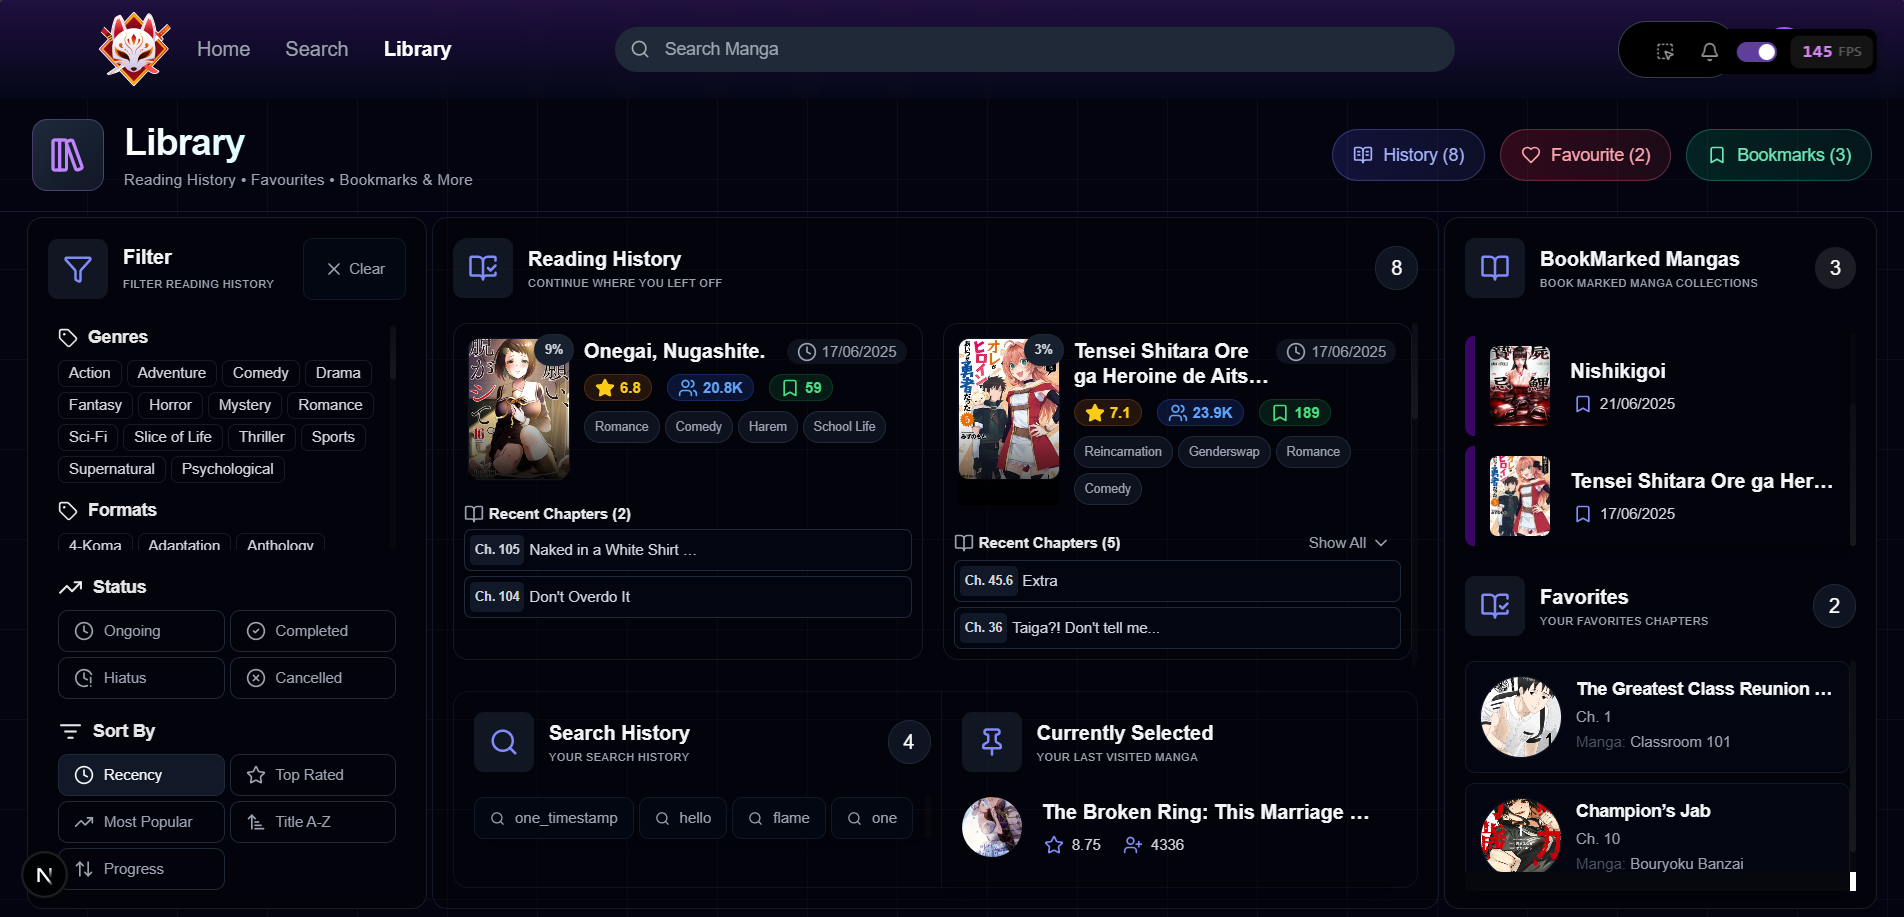 Home
Search
Library
Search Manga
145 FPS
Library
Reading History • Favourites • Bookmarks & More
History (8)
Favourite (2)
Bookmarks (3)
Filter
FILTER READING HISTORY
Clear
Genres
Action
Adventure
Comedy
Drama
Fantasy
Horror
Mystery
Romance
Sci-Fi
Slice of Life
Thriller
Sports
Supernatural
Psychological
Formats
4-Koma
Adaptation
Anthology
Status
Ongoing
Completed
Hiatus
Cancelled
Sort By
Recency
Top Rated
Most Popular
Title A-Z
Progress
N
Reading History
CONTINUE WHERE YOU LEFT OFF
8
9%
Onegai, Nugashite.
17/06/2025
6.8
20.8K
59
Romance
Comedy
Harem
School Life
Recent Chapters (2)
Ch. 105 Naked in a White Shirt ...
Ch. 104 Don't Overdo It
3%
Tensei Shitara Ore
ga Heroine de Aits...
17/06/2025
7.1
23.9K
189
Reincarnation
Genderswap
Romance
Comedy
Recent Chapters (5)
Show All
Ch. 45.6 Extra
Ch. 36 Taiga?! Don't tell me...
Search History
YOUR SEARCH HISTORY
4
one_timestamp
hello
flame
one
Currently Selected
YOUR LAST VISITED MANGA
The Broken Ring: This Marriage ...
8.75
4336
BookMarked Mangas
BOOK MARKED MANGA COLLECTIONS
3
Nishikigoi
21/06/2025
Tensei Shitara Ore ga Her...
17/06/2025
Favorites
YOUR FAVORITES CHAPTERS
2
The Greatest Class Reunion ...
Ch. 1
Manga: Classroom 101
Champion's Jab
Ch. 10
Manga: Bouryoku Banzai